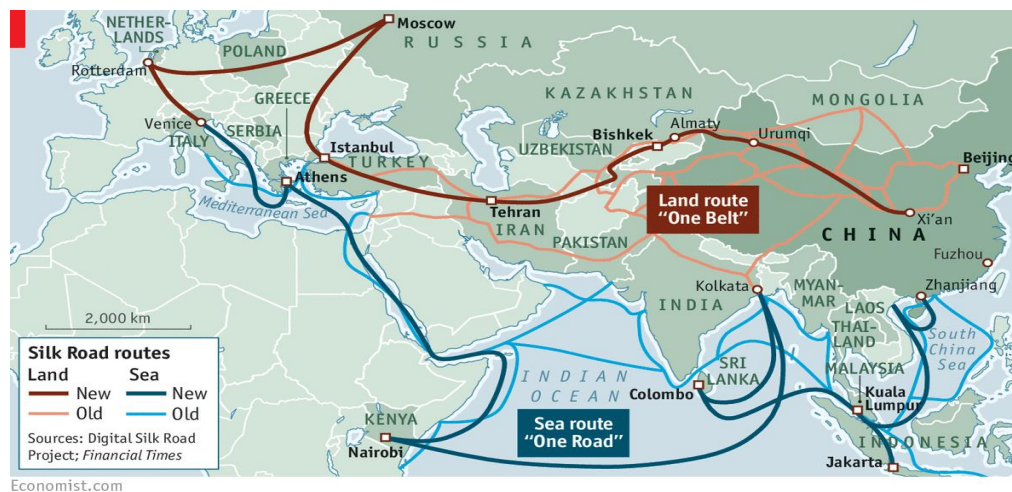 NETHER-
LANDS
Moscow
RUSSIA
POLAND
Rotterdam
KAZAKHSTAN
GREECE
MONGOLIA
Venice
ITALY
SERBIA
Almaty
Bishkek
Urumqi
UZBEKISTAN
Istanbul
TURKEY
Beijing
Athens
Mediterranean Sea
Tehran
IRAN
Land route
“One Belt”
Xi’an
CHINA
PAKISTAN
Fuzhou
Kolkata
MYAN-
MAR
Zhanjiang
INDIA
LAOS
2,000 km
THAI-
LAND
South
China
Sea
Silk Road routes
Land
Sea
New
New
Old
Old
Sources: Digital Silk Road
Project; Financial Times
INDIAN
OCEAN
SRI
LANKA
MALAYSIA
Colombo
Kuala
Lumpur
KENYA
Nairobi
Sea route
“One Road”
INDONESIA
Jakarta
Economist.com